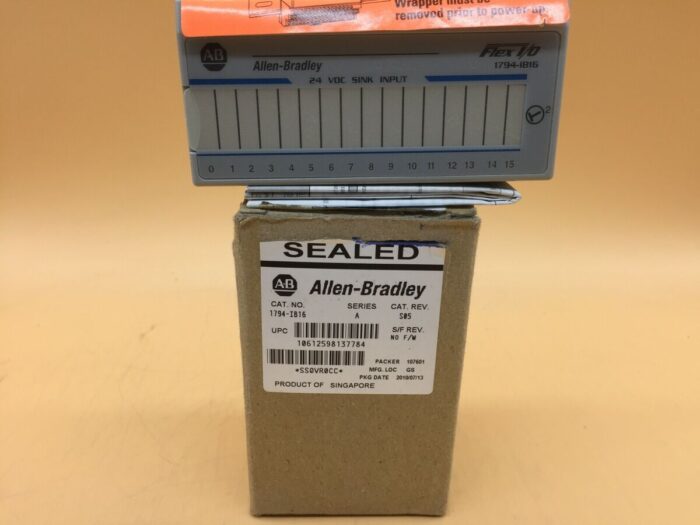 Wrapper must be
removed prior to power-up
AB
Allen-Bradley
Flex I/O
1794-IB16
24 VDC SINK INPUT
2
0 1 2 3 4 5 6 7 8 9 10 11 12 13 14 15
SEALED
AB Allen-Bradley
CAT. NO. SERIES CAT. REV.
1794-IB16 A S05
UPC S/F REV.
NO F/W
10612598137784
PACKER 107601
MFG. LOC GS
*SSQVR0CC* PKG DATE 2010/07/13
PRODUCT OF SINGAPORE